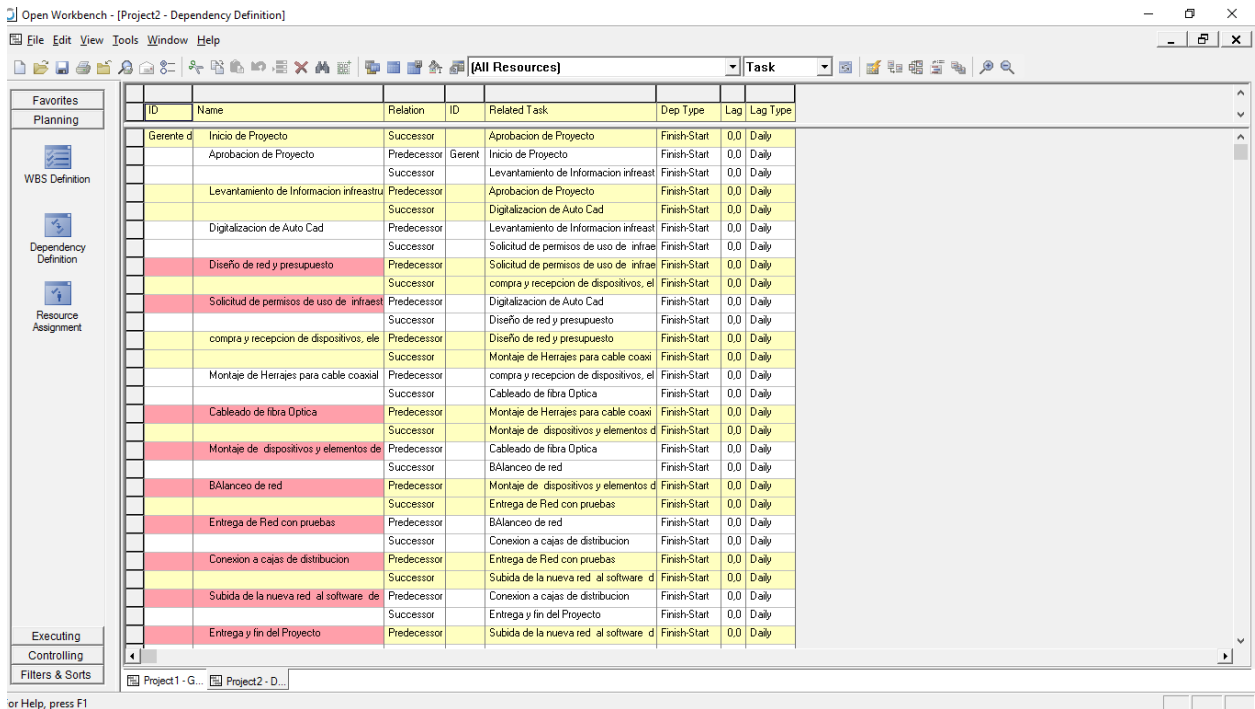 Open Workbench - [Project2 - Dependency Definition]
File Edit View Tools Window Help
(All Resources) Task
Favorites
Planning
WBS Definition
Dependency Definition
Resource Assignment
Executing
Controlling
Filters & Sorts
ID Name Relation ID Related Task Dep Type Lag Lag Type
Gerente d Inicio de Proyecto Successor Aprobacion de Proyecto Finish-Start 0,0 Daily
Aprobacion de Proyecto Predecessor Gerent Inicio de Proyecto Finish-Start 0,0 Daily
Successor Levantamiento de Informacion infreast Finish-Start 0,0 Daily
Levantamiento de Informacion infreastru Predecessor Aprobacion de Proyecto Finish-Start 0,0 Daily
Successor Digitalizacion de Auto Cad Finish-Start 0,0 Daily
Digitalizacion de Auto Cad Predecessor Levantamiento de Informacion infreast Finish-Start 0,0 Daily
Successor Solicitud de permisos de uso de infrae Finish-Start 0,0 Daily
Diseño de red y presupuesto Predecessor Solicitud de permisos de uso de infrae Finish-Start 0,0 Daily
Successor compra y recepcion de dispositivos, el Finish-Start 0,0 Daily
Solicitud de permisos de uso de infraest Predecessor Digitalizacion de Auto Cad Finish-Start 0,0 Daily
Successor Diseño de red y presupuesto Finish-Start 0,0 Daily
compra y recepcion de dispositivos, ele Predecessor Diseño de red y presupuesto Finish-Start 0,0 Daily
Successor Montaje de Herrajes para cable coaxi Finish-Start 0,0 Daily
Montaje de Herrajes para cable coaxial Predecessor compra y recepcion de dispositivos, el Finish-Start 0,0 Daily
Successor Cableado de fibra Optica Finish-Start 0,0 Daily
Cableado de fibra Optica Predecessor Montaje de Herrajes para cable coaxi Finish-Start 0,0 Daily
Successor Montaje de dispositivos y elementos d Finish-Start 0,0 Daily
Montaje de dispositivos y elementos de Predecessor Cableado de fibra Optica Finish-Start 0,0 Daily
Successor BAlanceo de red Finish-Start 0,0 Daily
BAlanceo de red Predecessor Montaje de dispositivos y elementos d Finish-Start 0,0 Daily
Successor Entrega de Red con pruebas Finish-Start 0,0 Daily
Entrega de Red con pruebas Predecessor BAlanceo de red Finish-Start 0,0 Daily
Successor Conexion a cajas de distribucion Finish-Start 0,0 Daily
Conexion a cajas de distribucion Predecessor Entrega de Red con pruebas Finish-Start 0,0 Daily
Successor Subida de la nueva red al software d Finish-Start 0,0 Daily
Subida de la nueva red al software de Predecessor Conexion a cajas de distribucion Finish-Start 0,0 Daily
Successor Entrega y fin del Proyecto Finish-Start 0,0 Daily
Entrega y fin del Proyecto Predecessor Subida de la nueva red al software d Finish-Start 0,0 Daily
Project1 - G... Project2 - D...
or Help, press F1